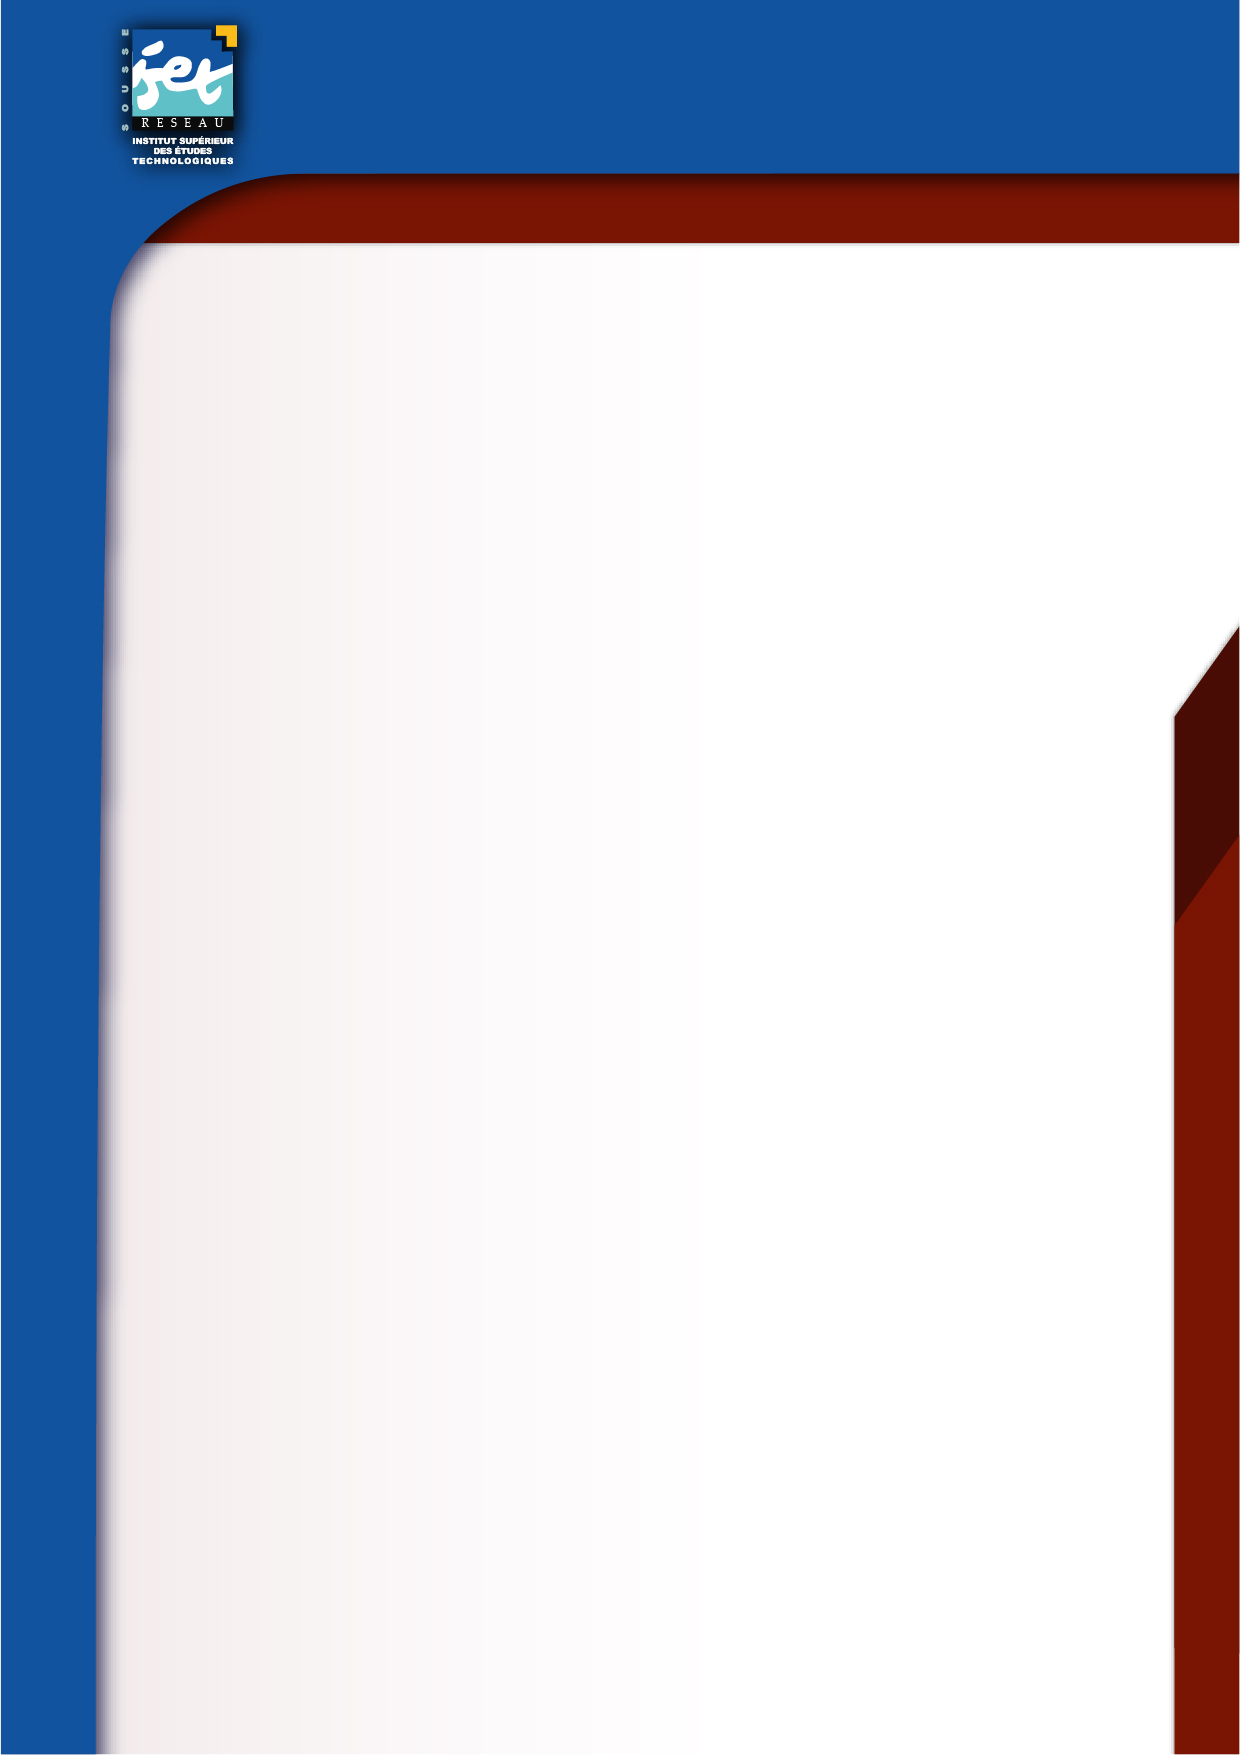 SOUSSE
iset
RESEAU
INSTITUT SUPÉRIEUR
DES ÉTUDES
TECHNOLOGIQUES